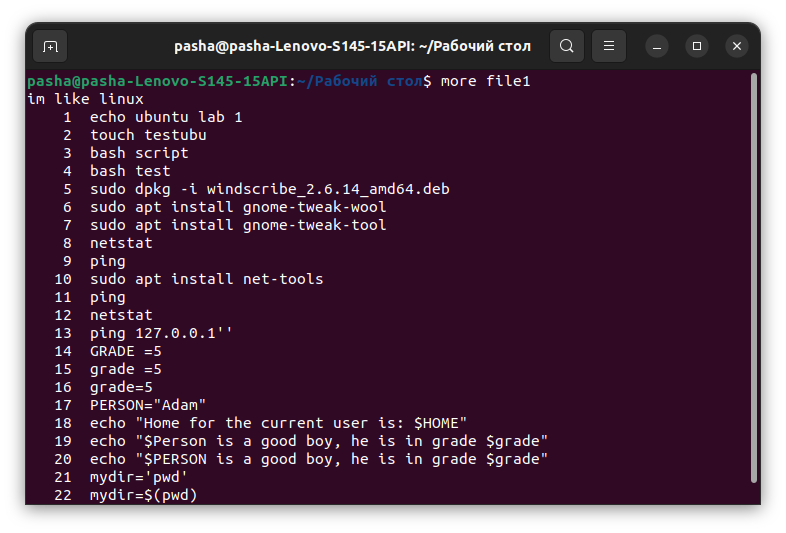 pasha@pasha-Lenovo-S145-15API: ~/Рабочий стол
pasha@pasha-Lenovo-S145-15API:~/Рабочий стол$ more file1
im like linux
    1  echo ubuntu lab 1
    2  touch testubu
    3  bash script
    4  bash test
    5  sudo dpkg -i windscribe_2.6.14_amd64.deb
    6  sudo apt install gnome-tweak-wool
    7  sudo apt install gnome-tweak-tool
    8  netstat
    9  ping
   10  sudo apt install net-tools
   11  ping
   12  netstat
   13  ping 127.0.0.1''
   14  GRADE =5
   15  grade =5
   16  grade=5
   17  PERSON="Adam"
   18  echo "Home for the current user is: $HOME"
   19  echo "$Person is a good boy, he is in grade $grade"
   20  echo "$PERSON is a good boy, he is in grade $grade"
   21  mydir='pwd'
   22  mydir=$(pwd)